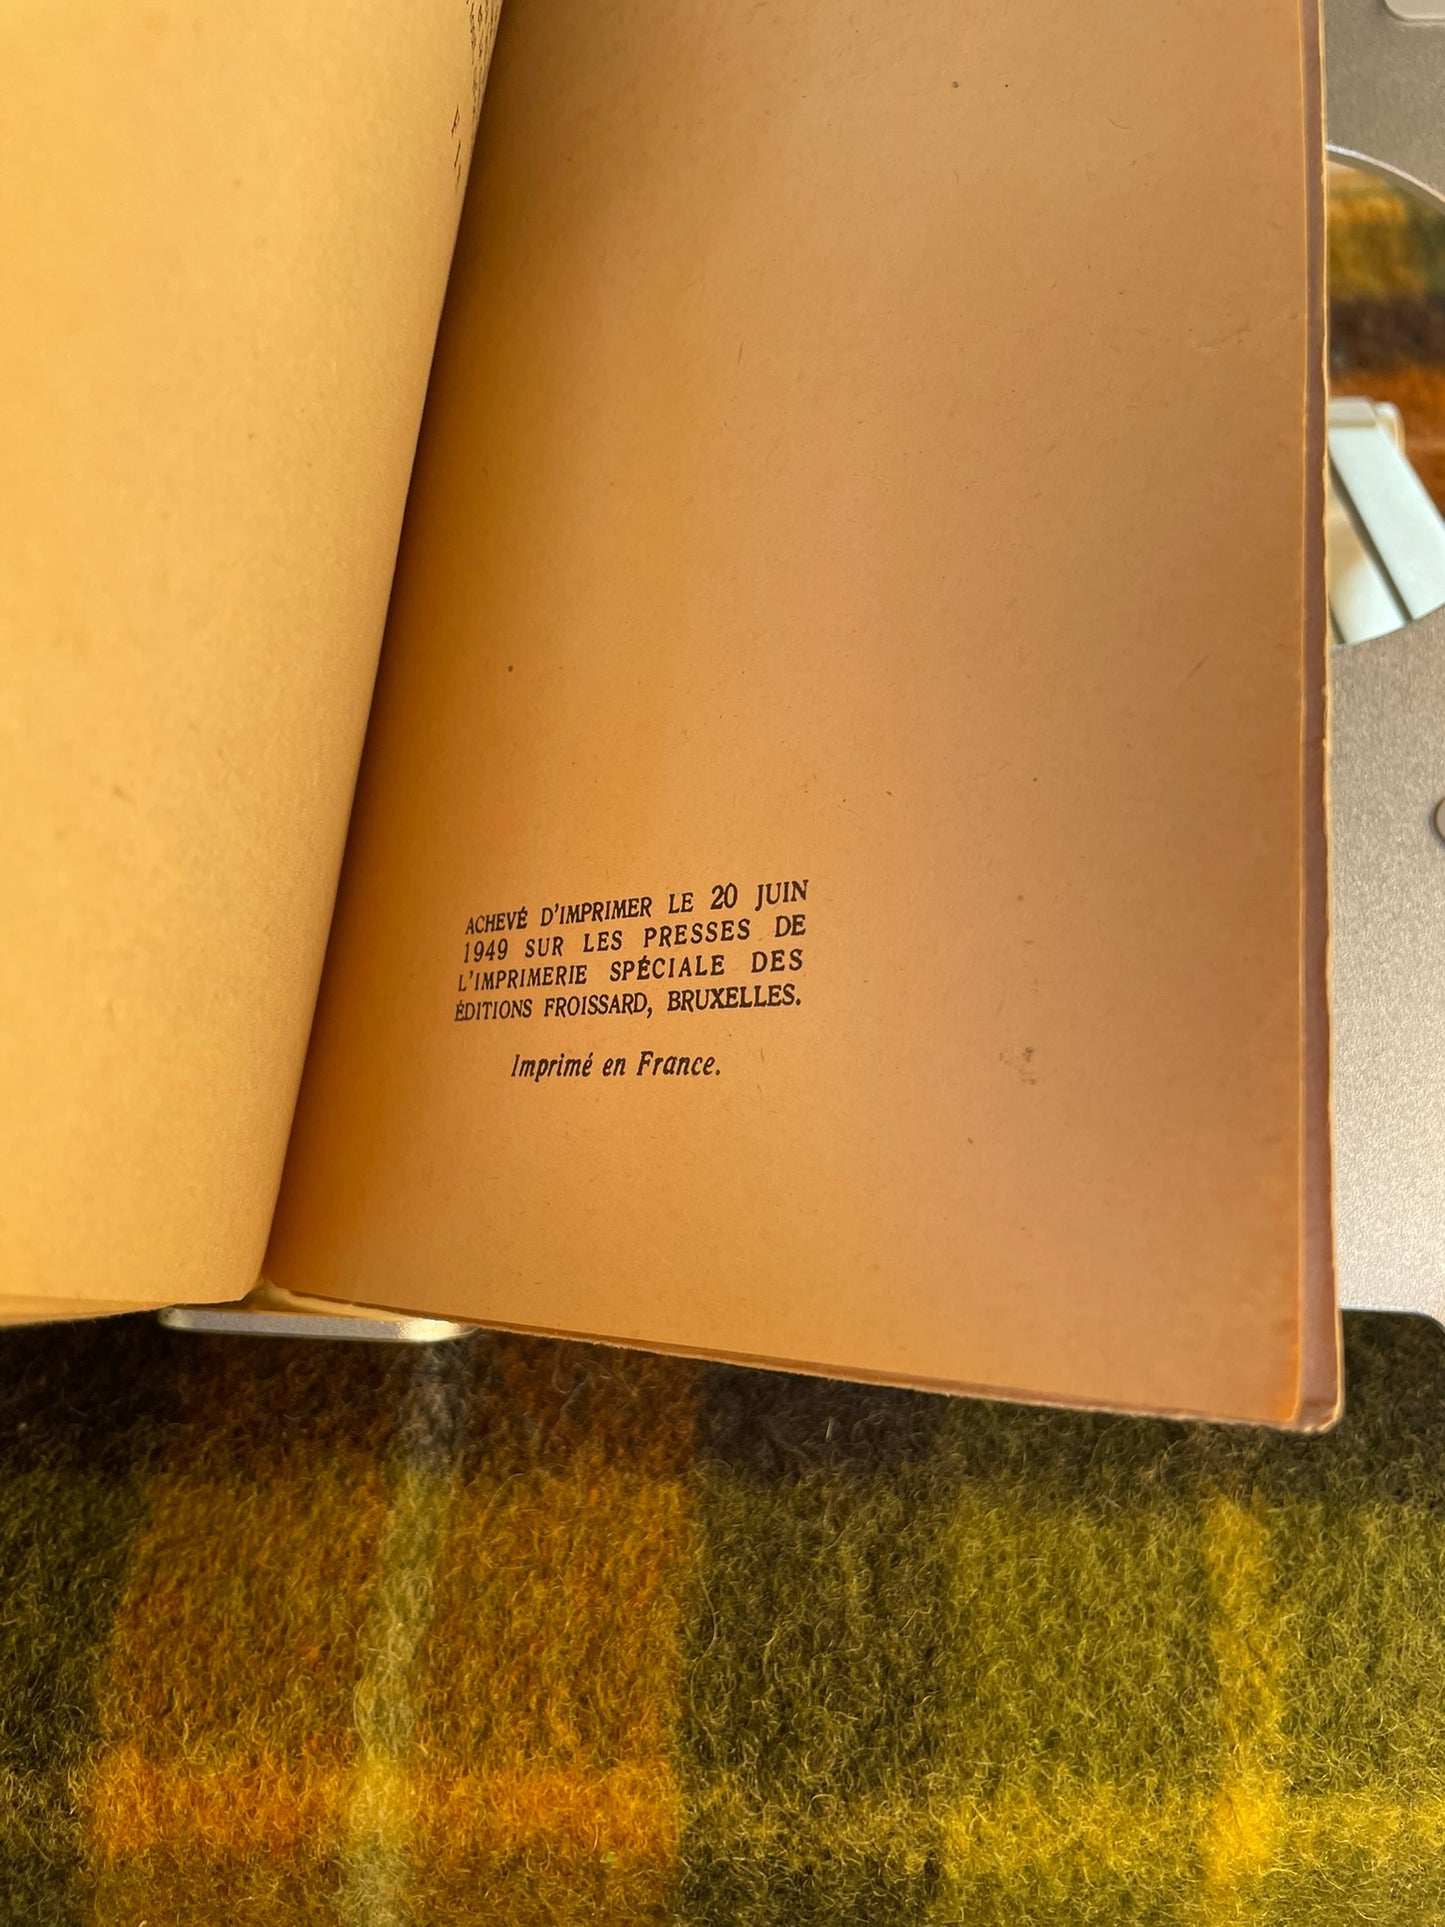 ACHEVÉ D'IMPRIMER LE 20 JUIN
1949 SUR LES PRESSES DE
L'IMPRIMERIE SPÉCIALE DES
ÉDITIONS FROISSARD, BRUXELLES.
Imprimé en France.